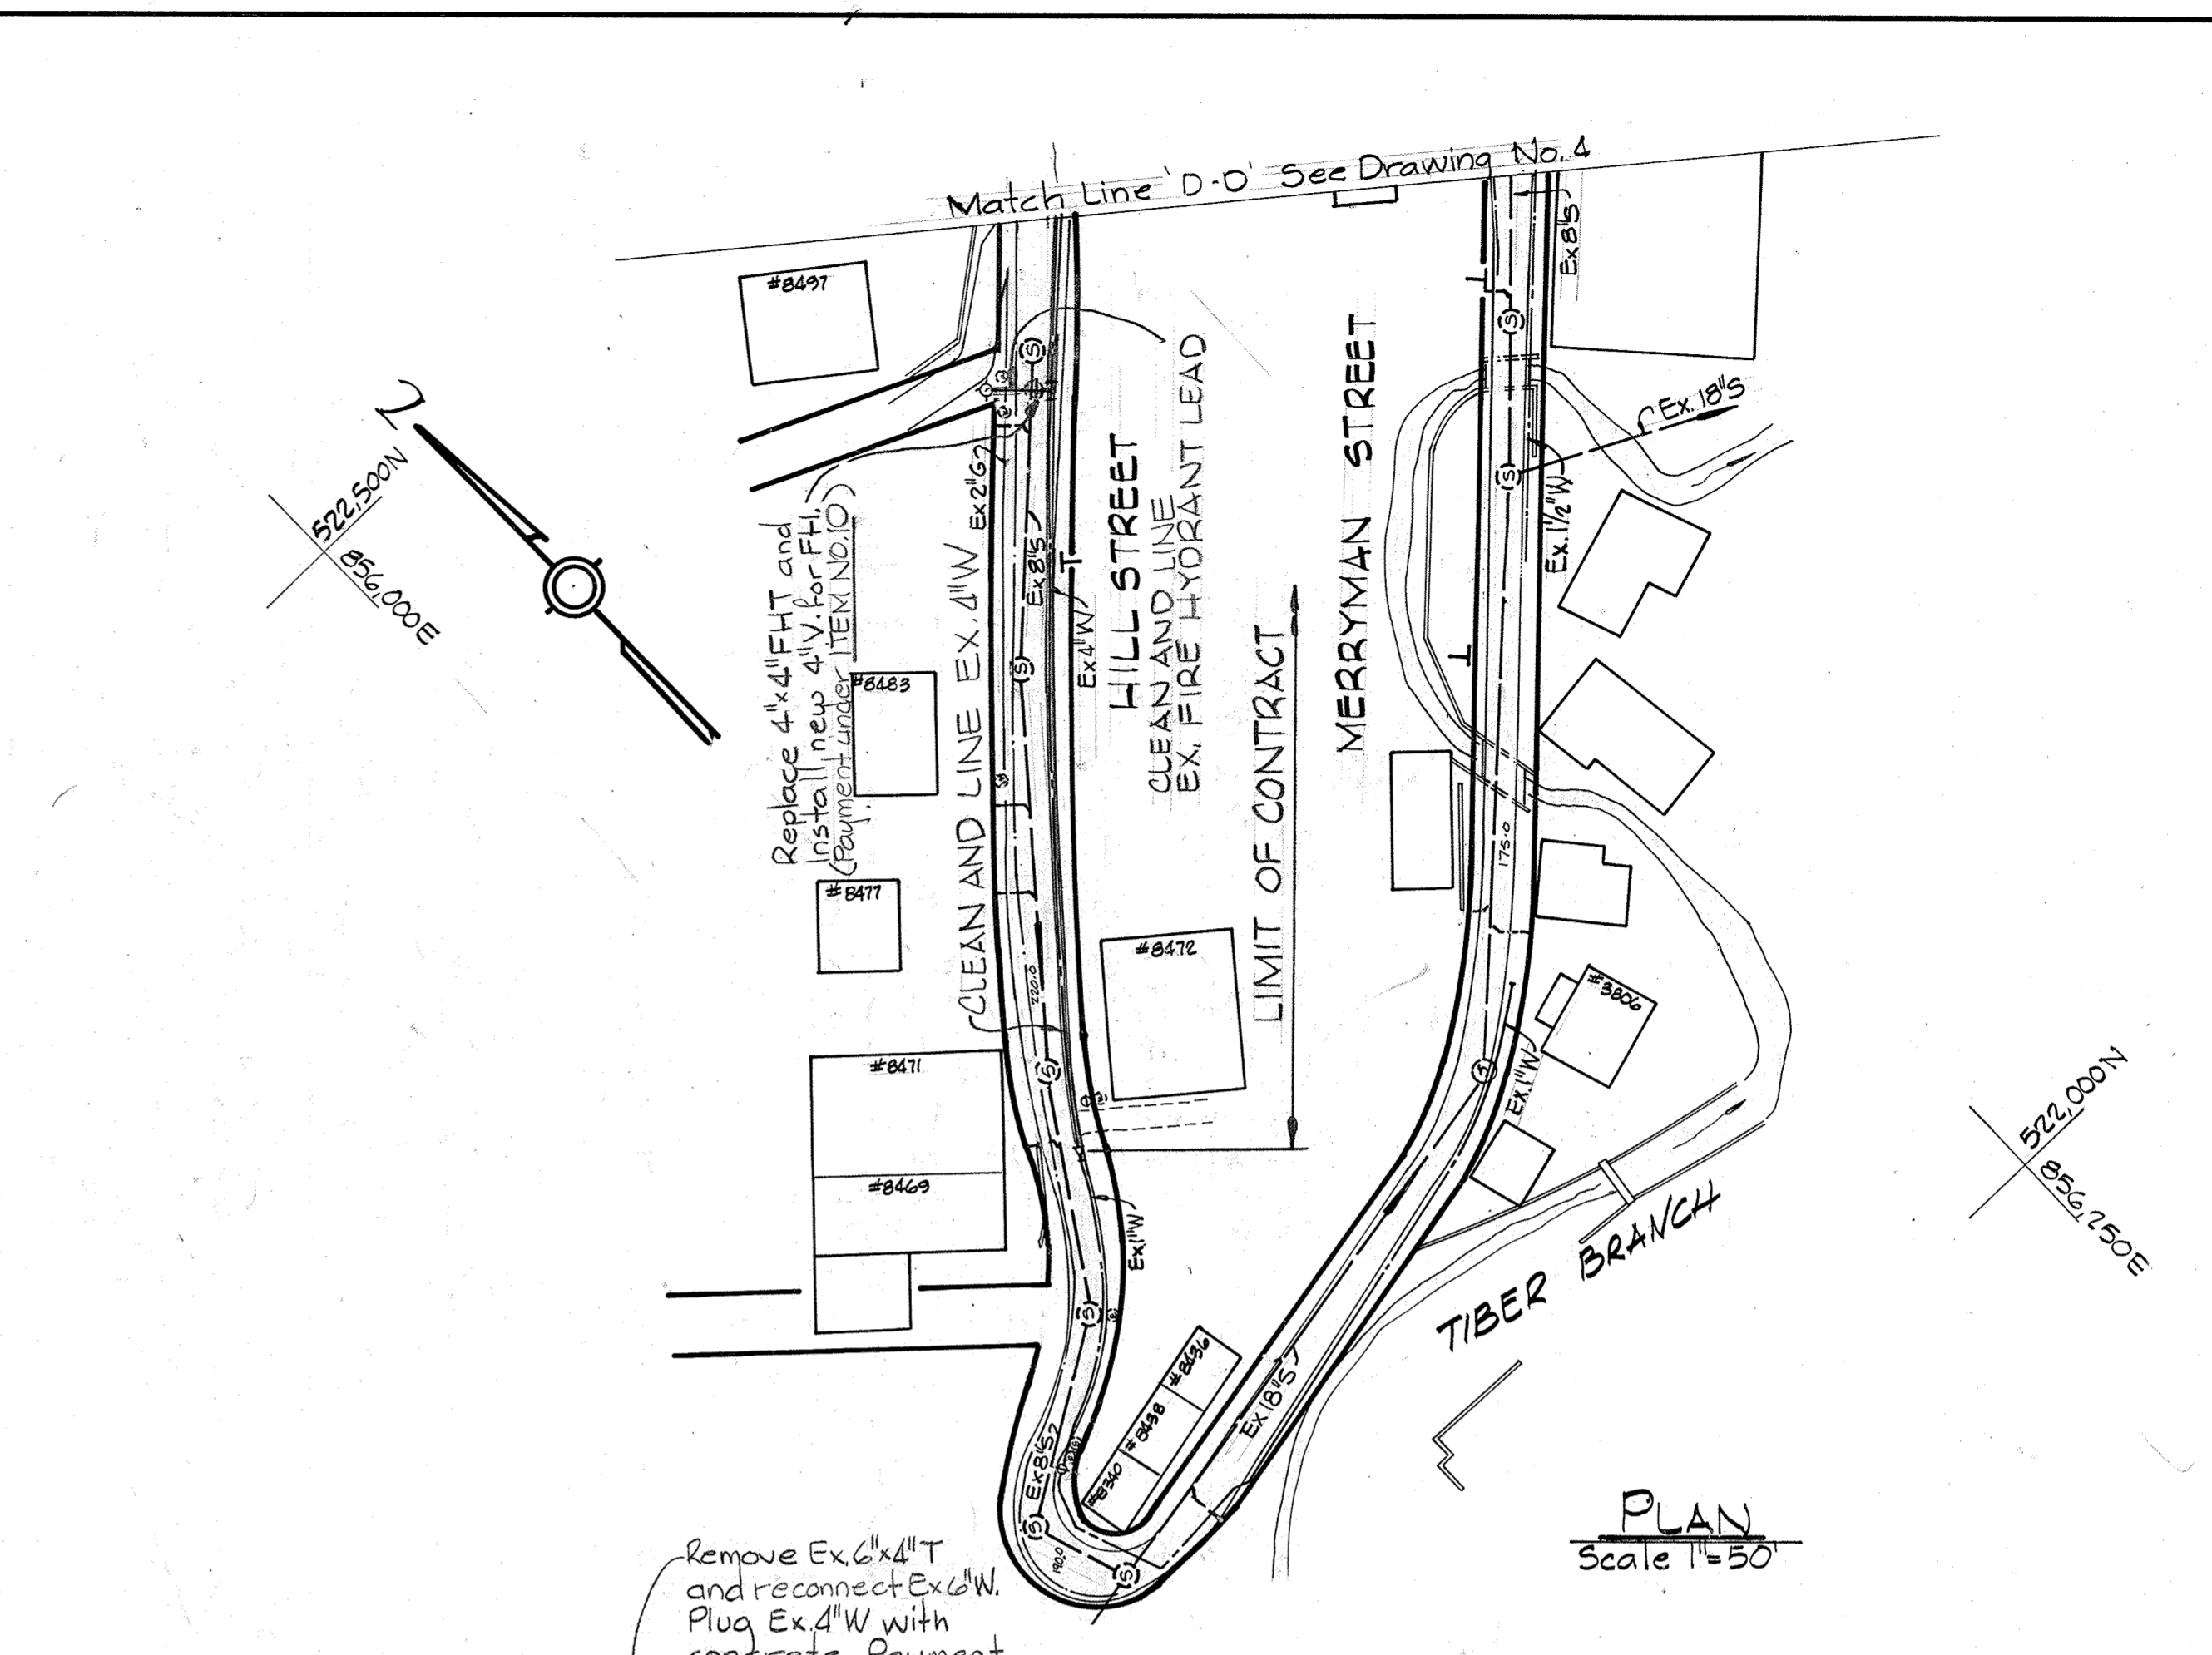 Match Line 'D-D' See Drawing No. 4
#8497
Ex 8"S
Ex. 18"S
522,500N
856,000E
Replace 4"x4"FHT and
Install new 4"V. for FH.
(Payment under ITEM NO. 10)
Ex 2"G
Ex 8"S
CLEAN AND LINE EX. 4"W
Ex 4"W
HILL STREET
CLEAN AND LINE
EX. FIRE HYDRANT LEAD
LIMIT OF CONTRACT
MERRYMAN STREET
Ex. 1 1/2"W
#8483
#8477
#8472
220.0
175.0
#3806
#8471
#8469
Ex. 1"W
Ex. 1"W
522,000N
856,250E
TIBER BRANCH
#8436
#8438
#8340
Ex 18"S
Ex 8"S
190.0
PLAN
Scale 1"=50'
Remove Ex. 6"x4"T
and reconnect Ex 6"W.
Plug Ex. 4"W with
concrete. Payment